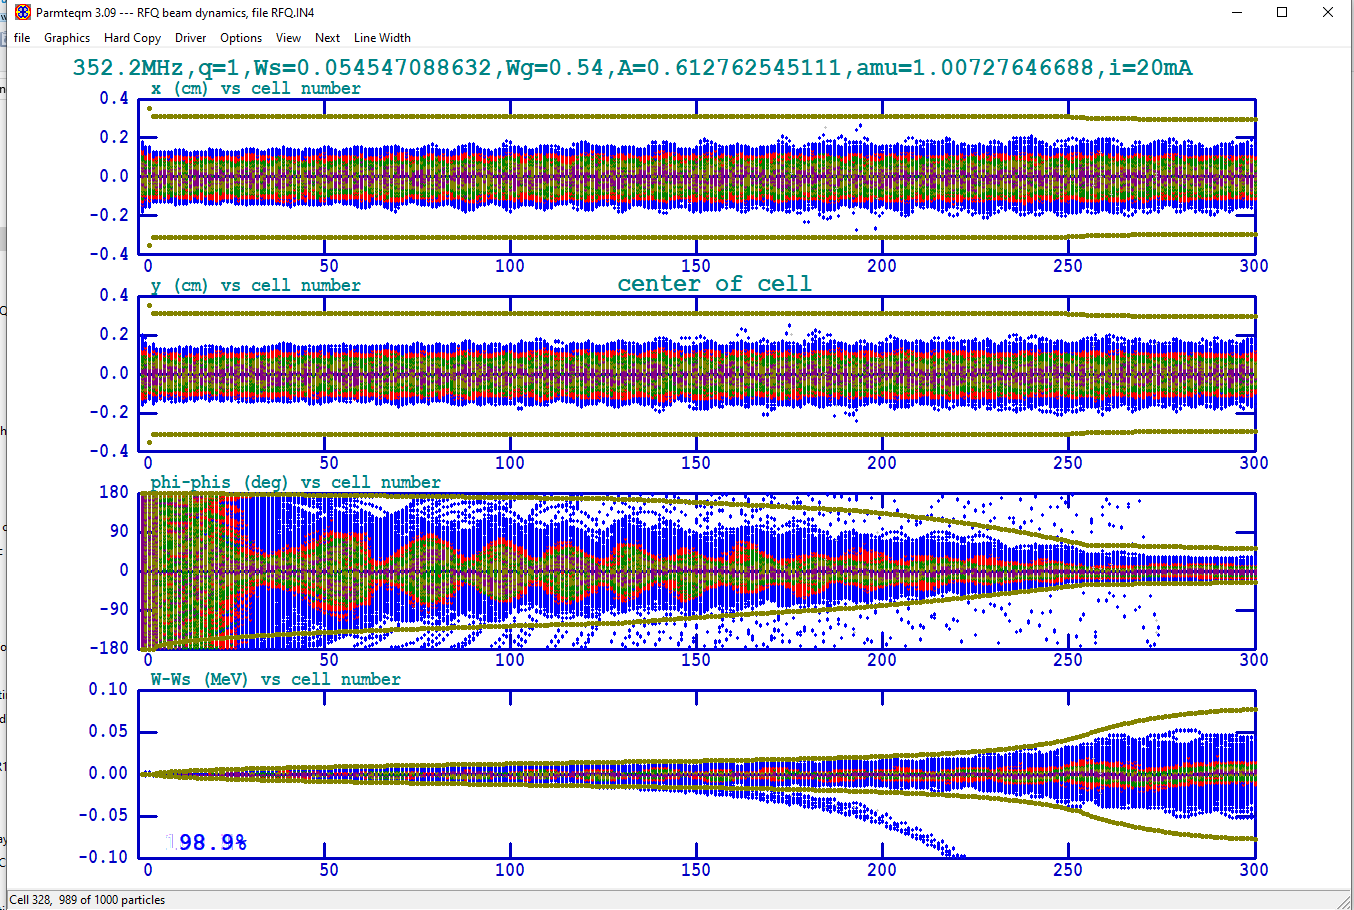 Parmteqm 3.09 --- RFQ beam dynamics, file RFQ.IN4
file Graphics Hard Copy Driver Options View Next Line Width
352.2MHz,q=1,Ws=0.054547088632,Wg=0.54,A=0.612762545111,amu=1.00727646688,i=20mA
x (cm) vs cell number
0.4
0.2
0.0
-0.2
-0.4
0 50 100 150 200 250 300
y (cm) vs cell number
center of cell
0.4
0.2
0.0
-0.2
-0.4
0 50 100 150 200 250 300
phi-phis (deg) vs cell number
180
90
0
-90
-180
0 50 100 150 200 250 300
W-Ws (MeV) vs cell number
0.10
0.05
0.00
-0.05
-0.10
98.9%
0 50 100 150 200 250 300
Cell 328, 989 of 1000 particles